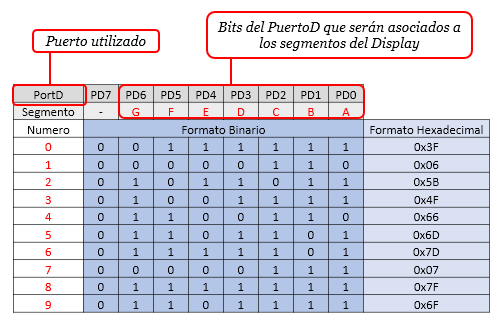 Puerto utilizado
Bits del PuertoD que serán asociados a
los segmentos del Display
PortD PD7 PD6 PD5 PD4 PD3 PD2 PD1 PD0
Segmento - G F E D C B A
Numero Formato Binario Formato Hexadecimal
0 0 0 1 1 1 1 1 1 0x3F
1 0 0 0 0 0 1 1 0 0x06
2 0 1 0 1 1 0 1 1 0x5B
3 0 1 0 0 1 1 1 1 0x4F
4 0 1 1 0 0 1 1 0 0x66
5 0 1 1 0 1 1 0 1 0x6D
6 0 1 1 1 1 1 0 1 0x7D
7 0 0 0 0 0 1 1 1 0x07
8 0 1 1 1 1 1 1 1 0x7F
9 0 1 1 0 1 1 1 1 0x6F